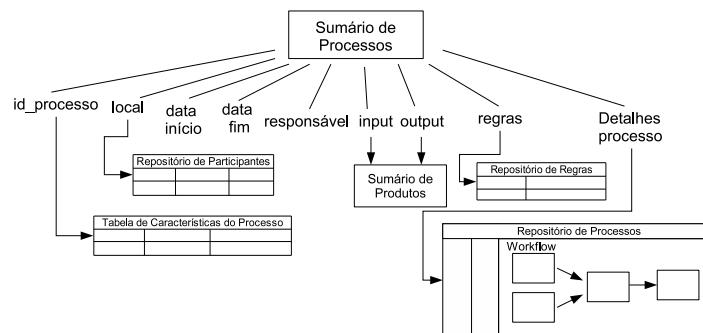 Sumário de
Processos
id_processo
local
data
início
data
fim
responsável
input
output
regras
Detalhes
processo
Repositório de Participantes
Sumário de
Produtos
Repositório de Regras
Tabela de Características do Processo
Repositório de Processos
Workflow